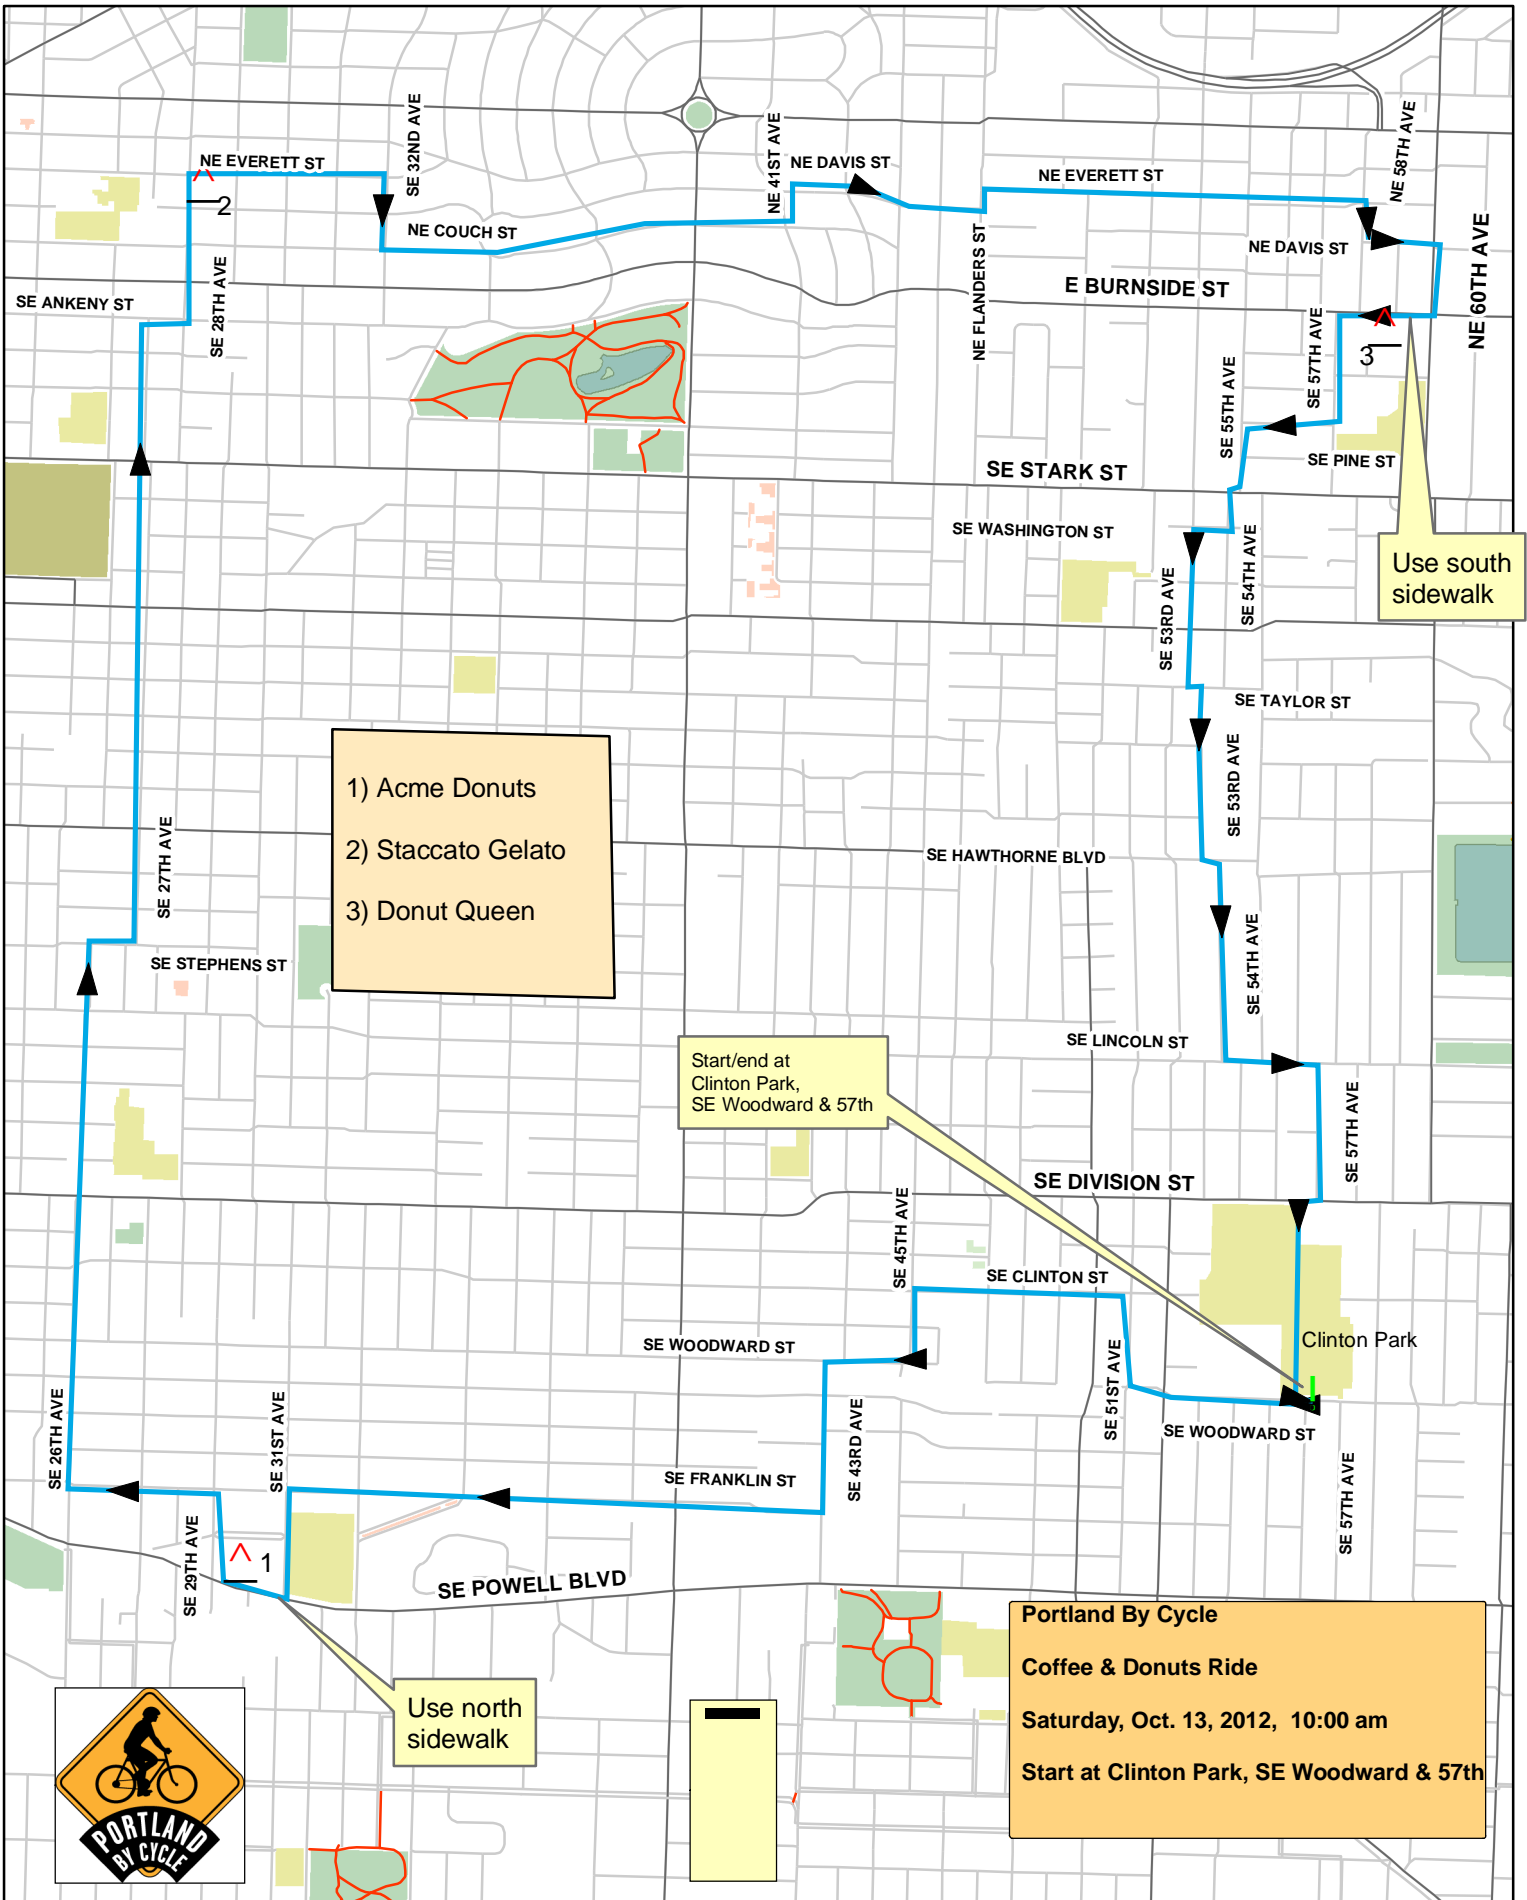 SE 32ND AVE
NE 41ST AVE
NE 58TH AVE
NE EVERETT ST
NE DAVIS ST
NE EVERETT ST
2
NE COUCH ST
NE FLANDERS ST
NE DAVIS ST
NE 60TH AVE
SE ANKENY ST
SE 28TH AVE
E BURNSIDE ST
SE 57TH AVE
3
SE 55TH AVE
SE PINE ST
SE STARK ST
SE WASHINGTON ST
SE 54TH AVE
Use south
sidewalk
SE 53RD AVE
SE TAYLOR ST
1) Acme Donuts
2) Staccato Gelato
3) Donut Queen
SE 53RD AVE
SE 27TH AVE
SE HAWTHORNE BLVD
SE STEPHENS ST
SE 54TH AVE
SE LINCOLN ST
Start/end at
Clinton Park,
SE Woodward & 57th
SE 57TH AVE
SE DIVISION ST
SE 45TH AVE
SE CLINTON ST
SE WOODWARD ST
Clinton Park
SE 51ST AVE
SE WOODWARD ST
SE 26TH AVE
SE 31ST AVE
SE 43RD AVE
SE FRANKLIN ST
SE 57TH AVE
SE 29TH AVE
1
SE POWELL BLVD
Use north
sidewalk
Portland By Cycle
Coffee & Donuts Ride
Saturday, Oct. 13, 2012, 10:00 am
Start at Clinton Park, SE Woodward & 57th
PORTLAND
BY CYCLE